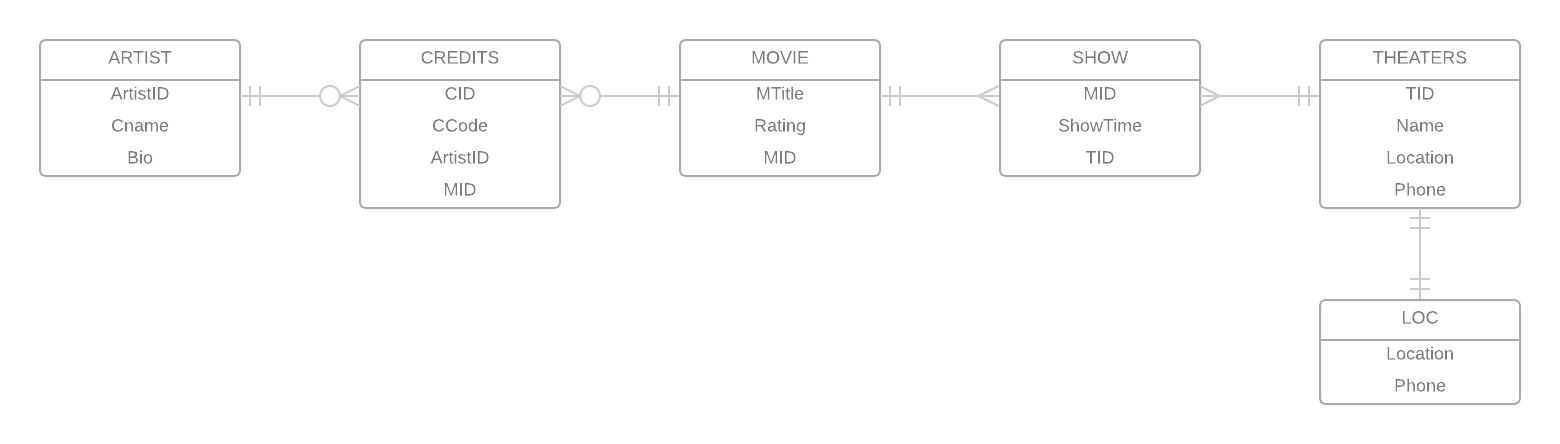 ARTIST
ArtistID
Cname
Bio
CREDITS
CID
CCode
ArtistID
MID
MOVIE
MTitle
Rating
MID
SHOW
MID
ShowTime
TID
THEATERS
TID
Name
Location
Phone
LOC
Location
Phone